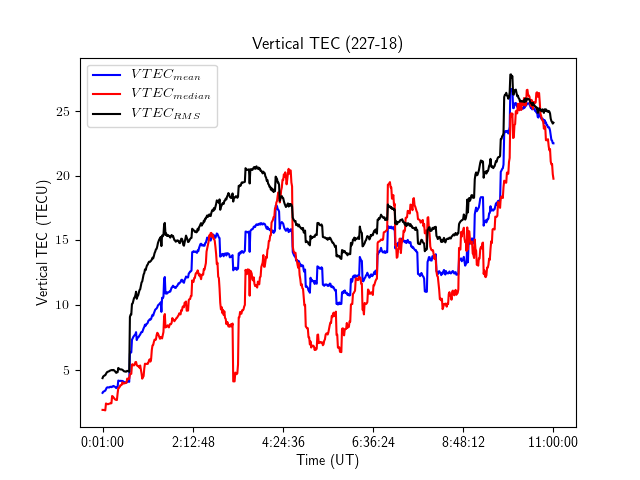 Vertical TEC (227-18)
VTEC_mean
VTEC_median
VTEC_RMS
Vertical TEC (TECU)
25
20
15
10
5
0:01:00 2:12:48 4:24:36 6:36:24 8:48:12 11:00:00
Time (UT)